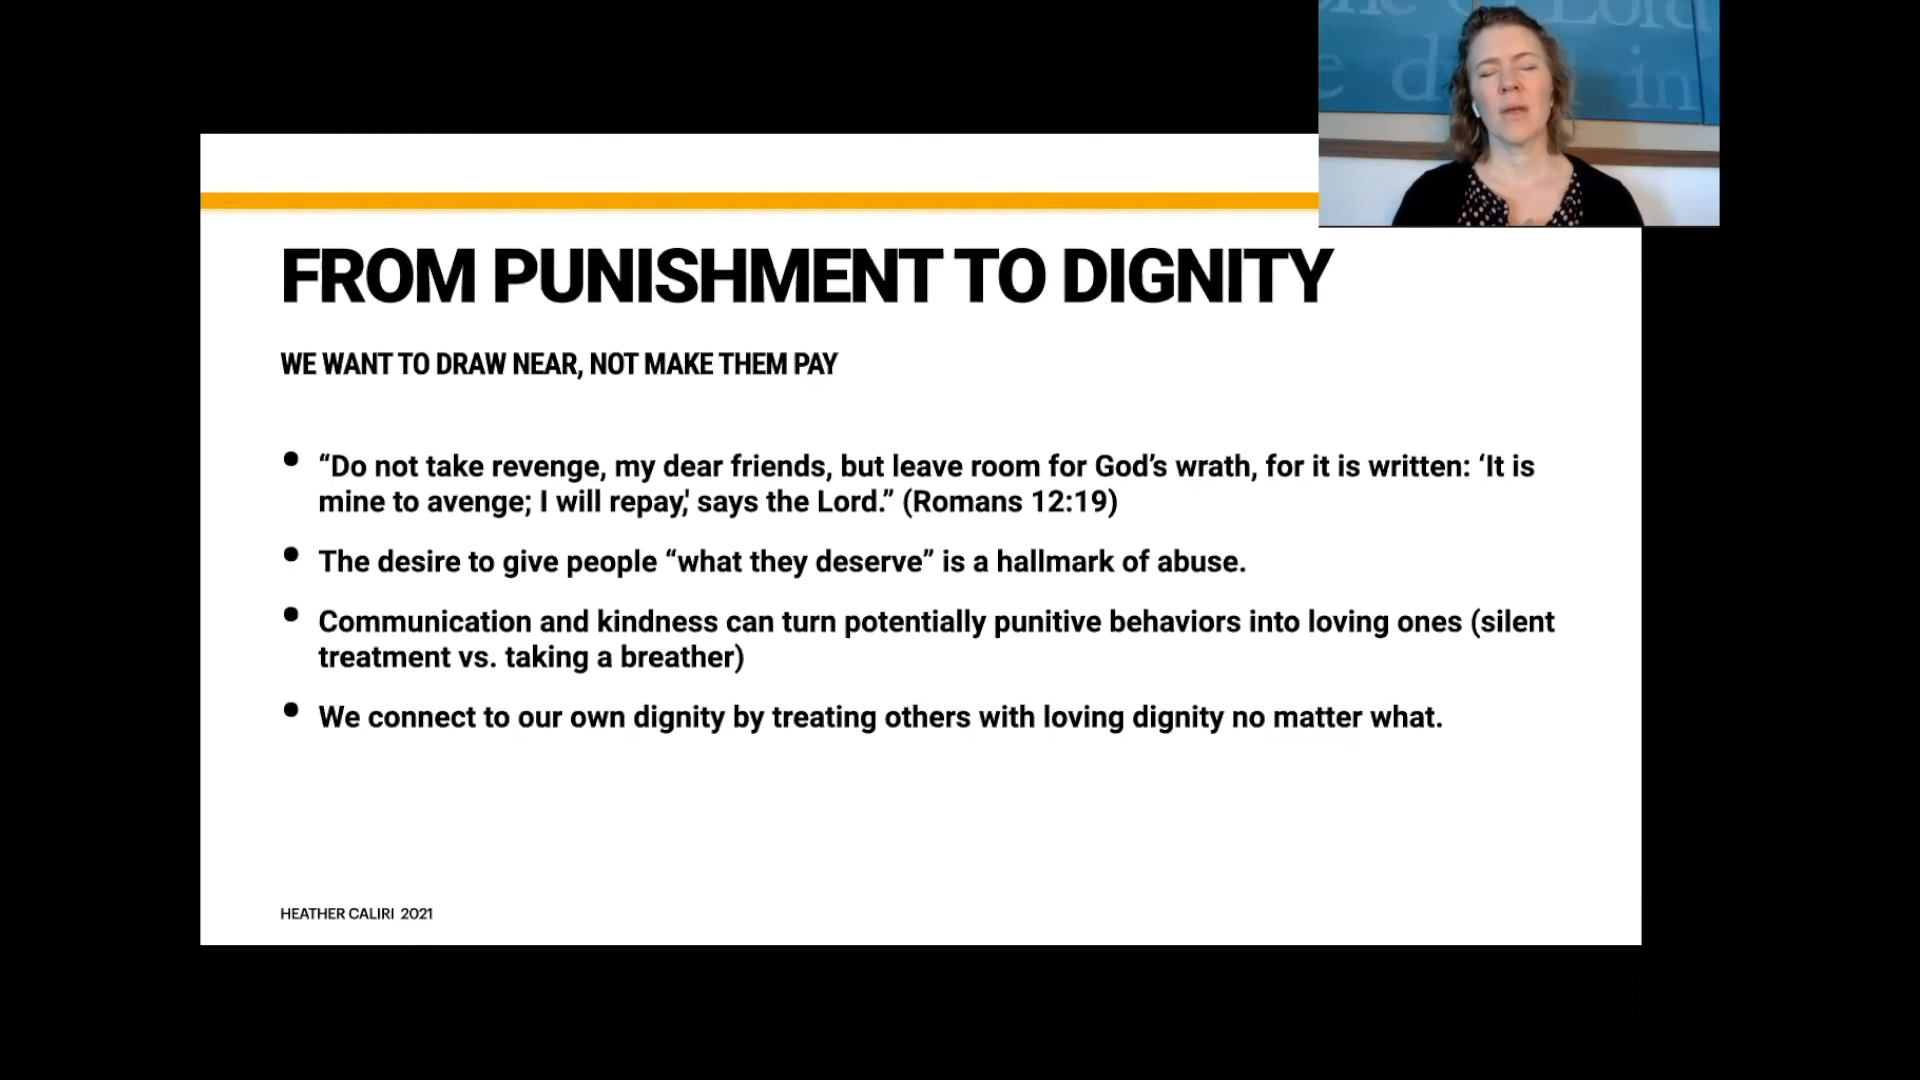 one of Lord
e d in
FROM PUNISHMENT TO DIGNITY
WE WANT TO DRAW NEAR, NOT MAKE THEM PAY
• “Do not take revenge, my dear friends, but leave room for God’s wrath, for it is written: ‘It is
mine to avenge; I will repay,’ says the Lord.” (Romans 12:19)
• The desire to give people “what they deserve” is a hallmark of abuse.
• Communication and kindness can turn potentially punitive behaviors into loving ones (silent
treatment vs. taking a breather)
• We connect to our own dignity by treating others with loving dignity no matter what.
HEATHER CALIRI 2021